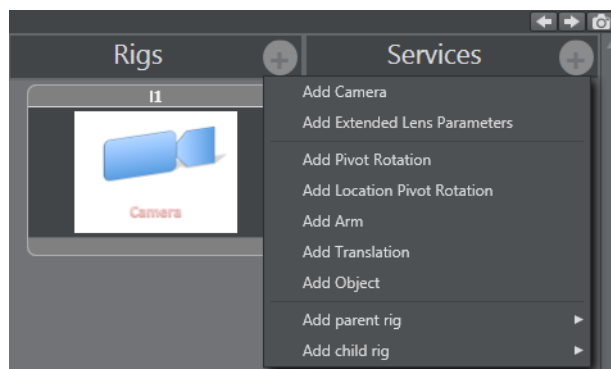 Rigs
Services
I1
Camera
Add Camera
Add Extended Lens Parameters
Add Pivot Rotation
Add Location Pivot Rotation
Add Arm
Add Translation
Add Object
Add parent rig
Add child rig